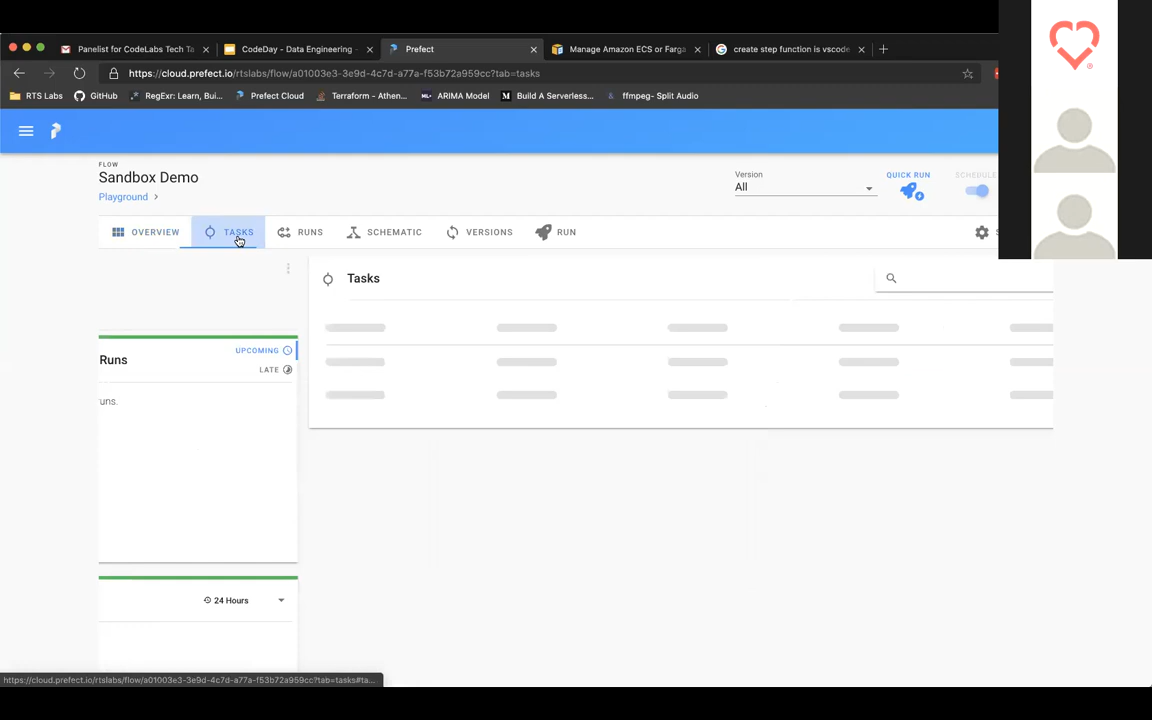 Panelist for CodeLabs Tech Ta
CodeDay - Data Engineering -
Prefect
Manage Amazon ECS or Farga
create step function is vscode
https://cloud.prefect.io/rtslabs/flow/a01003e3-3e9d-4c7d-a77a-f53b72a959cc?tab=tasks
RTS Labs
GitHub
RegExr: Learn, Bui...
Prefect Cloud
Terraform - Athen...
ML+ ARIMA Model
M Build A Serverless...
ffmpeg- Split Audio
FLOW
Sandbox Demo
Playground >
Version
All
QUICK RUN
SCHEDULE
OVERVIEW
TASKS
RUNS
SCHEMATIC
VERSIONS
RUN
S
Tasks
Runs
UPCOMING
LATE
uns.
24 Hours
https://cloud.prefect.io/rtslabs/flow/a01003e3-3e9d-4c7d-a77a-f53b72a959cc?tab=tasks#ta...